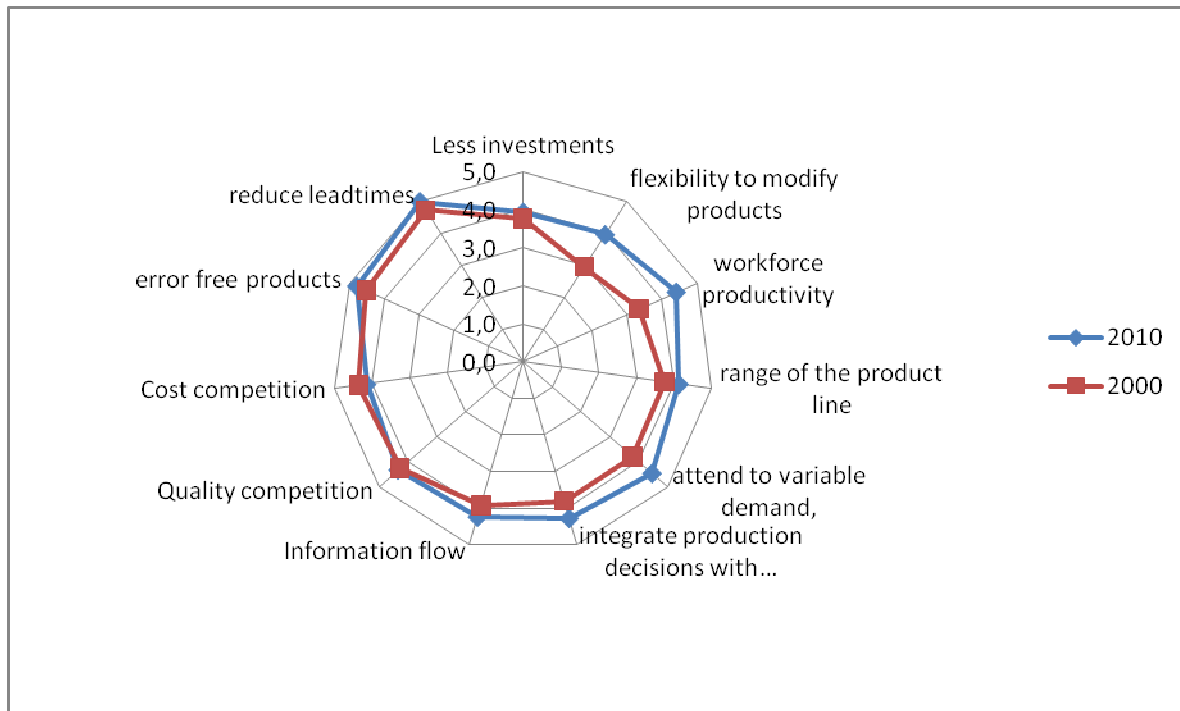 Less investments
flexibility to modify
products
workforce
productivity
range of the product
line
attend to variable
demand,
integrate production
decisions with...
Information flow
Quality competition
Cost competition
error free products
reduce leadtimes
5,0
4,0
3,0
2,0
1,0
0,0
2010
2000